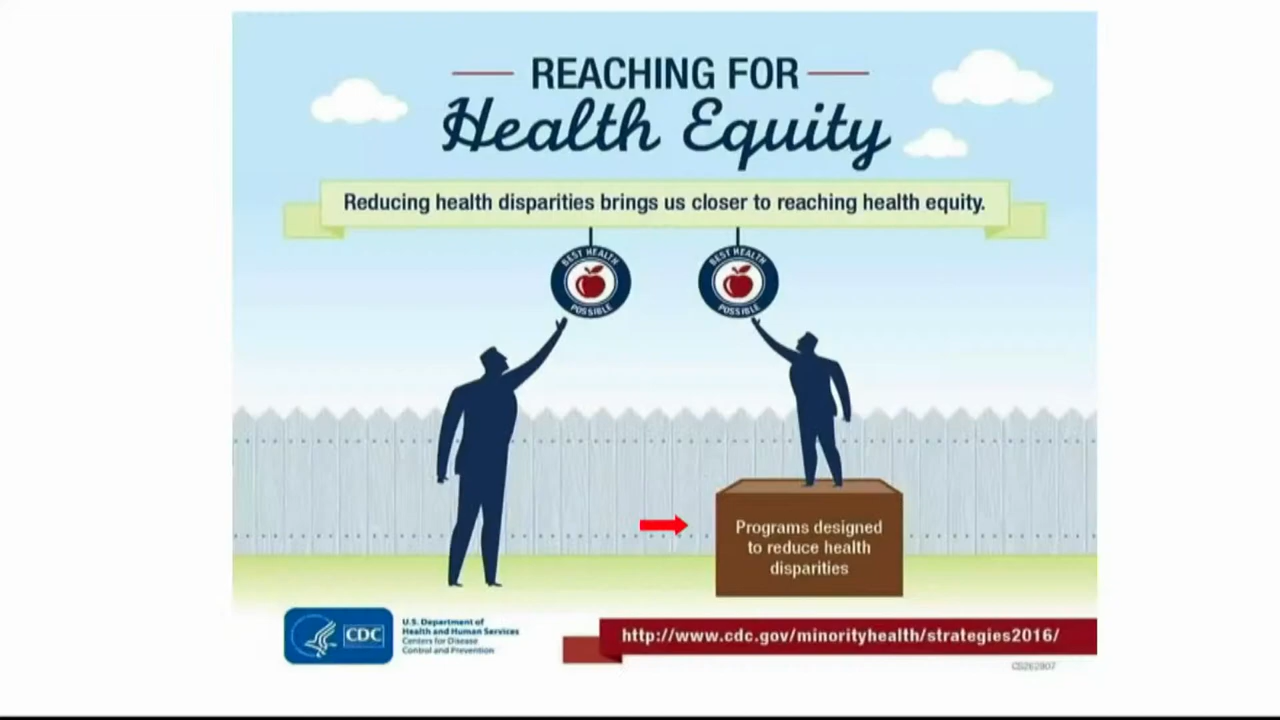 REACHING FOR
Health Equity
Reducing health disparities brings us closer to reaching health equity.
BEST HEALTH
POSSIBLE
BEST HEALTH
POSSIBLE
Programs designed
to reduce health
disparities
CDC
U.S. Department of
Health and Human Services
Centers for Disease
Control and Prevention
http://www.cdc.gov/minorityhealth/strategies2016/
CS262807